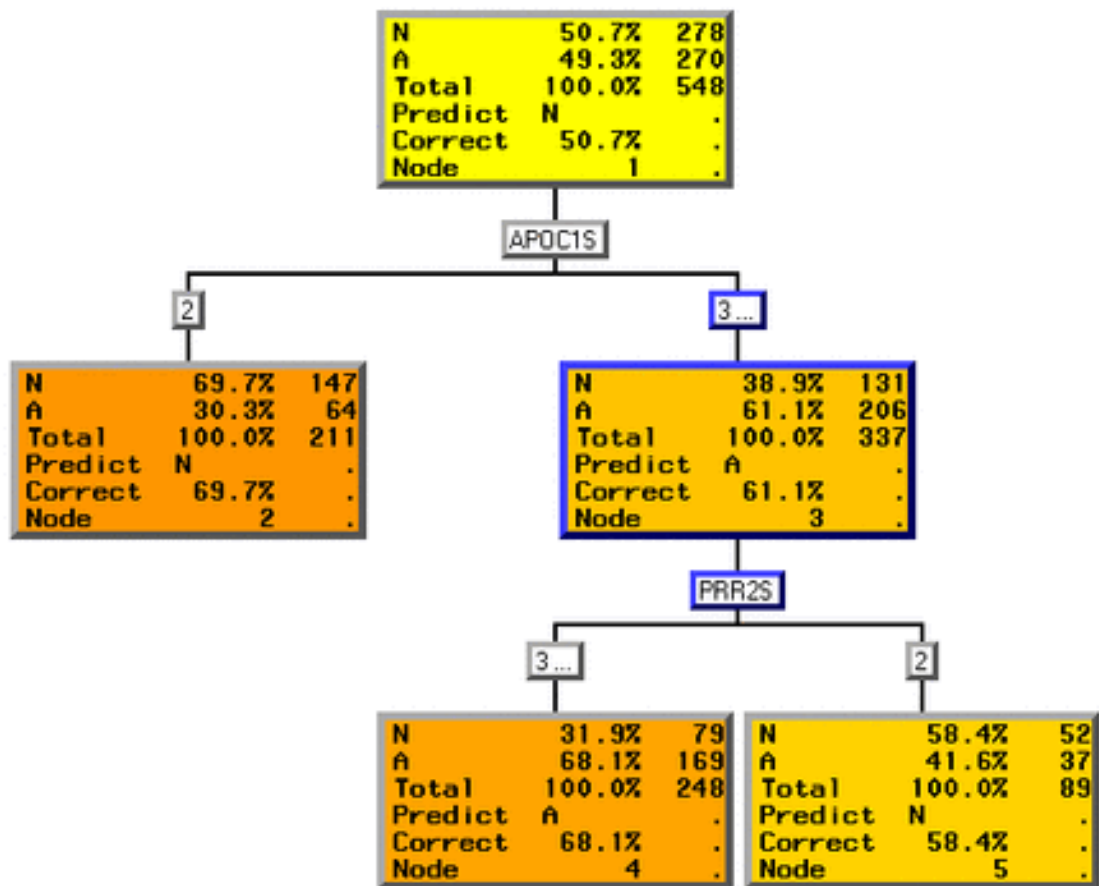 N 50.7% 278
A 49.3% 270
Total 100.0% 548
Predict N .
Correct 50.7% .
Node 1 .
APOC1S
2
3...
N 69.7% 147
A 30.3% 64
Total 100.0% 211
Predict N .
Correct 69.7% .
Node 2 .
N 38.9% 131
A 61.1% 206
Total 100.0% 337
Predict A .
Correct 61.1% .
Node 3 .
PRR2S
3...
2
N 31.9% 79
A 68.1% 169
Total 100.0% 248
Predict A .
Correct 68.1% .
Node 4 .
N 58.4% 52
A 41.6% 37
Total 100.0% 89
Predict N .
Correct 58.4% .
Node 5 .